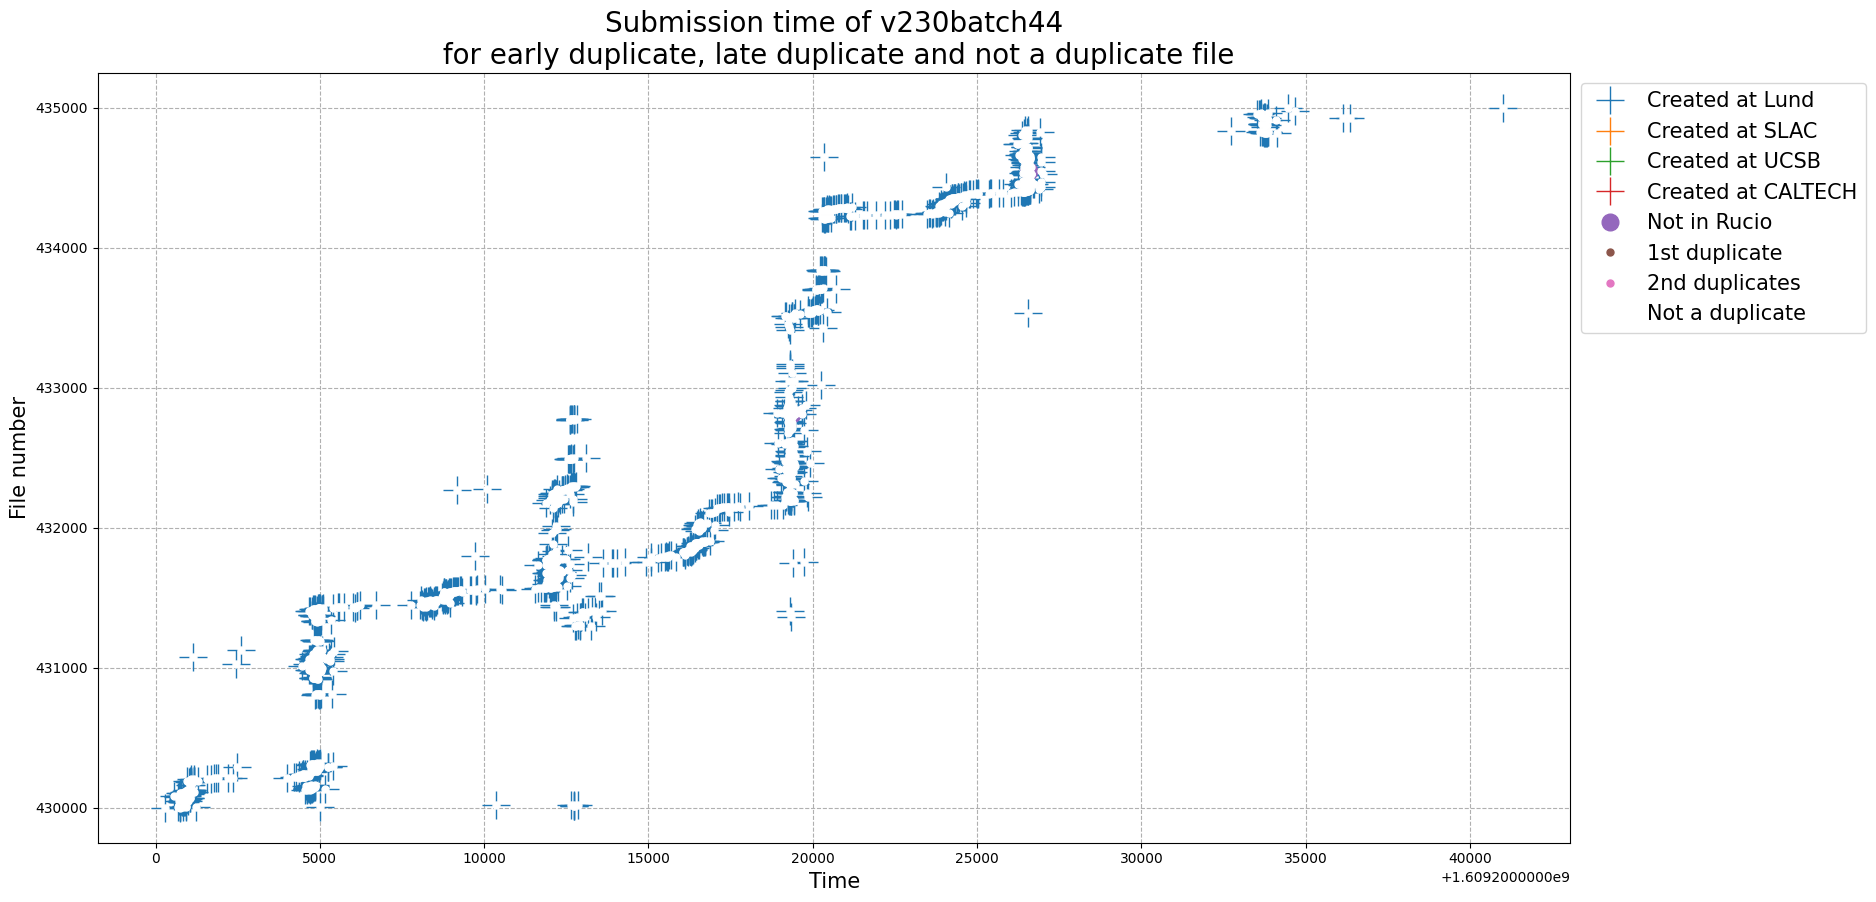 Submission time of v230batch44
for early duplicate, late duplicate and not a duplicate file
435000
434000
433000
432000
431000
430000
File number
0
5000
10000
15000
20000
25000
30000
35000
40000
+1.6092000000e9
Time
Created at Lund
Created at SLAC
Created at UCSB
Created at CALTECH
Not in Rucio
1st duplicate
2nd duplicates
Not a duplicate